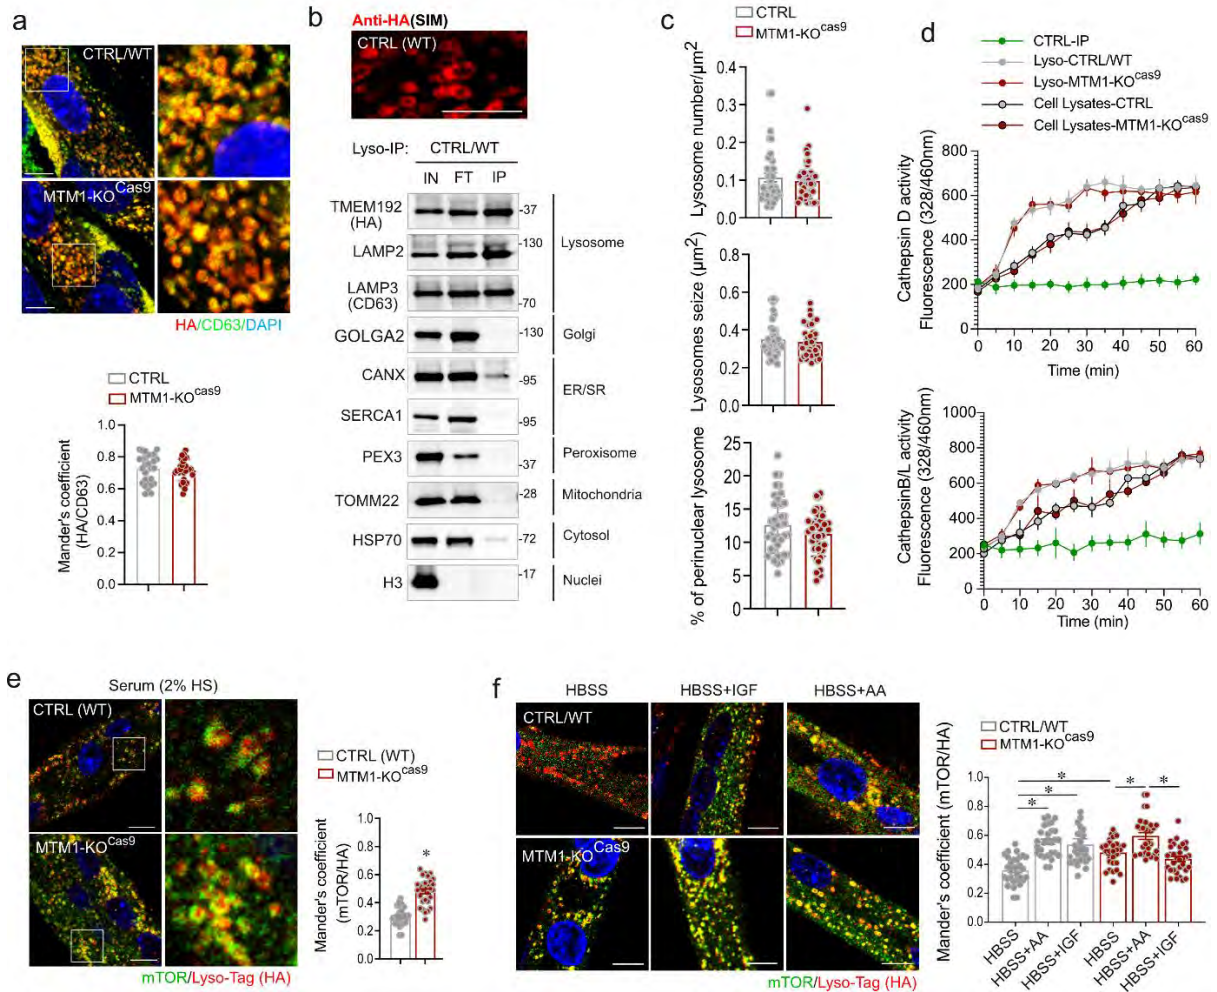 a
CTRL/WT
MTM1-KO Cas9
HA/CD63/DAPI
CTRL
MTM1-KO cas9
Mander's coefficient
(HA/CD63)
1.0
0.8
0.6
0.4
0.2
0.0
b
Anti-HA(SIM)
CTRL (WT)
Lyso-IP: CTRL/WT
IN FT IP
TMEM192
(HA)
-37
LAMP2
-130
Lysosome
LAMP3
(CD63)
-70
GOLGA2
-130
Golgi
CANX
-95
ER/SR
SERCA1
-95
PEX3
-37
Peroxisome
TOMM22
-28
Mitochondria
HSP70
-72
Cytosol
H3
-17
Nuclei
c
CTRL
MTM1-KO cas9
Lysosome number/µm²
0.4
0.3
0.2
0.1
0.0
Lysosomes seize (µm²)
0.8
0.6
0.4
0.2
0.0
% of perinuclear lysosome
25
20
15
10
5
0
d
CTRL-IP
Lyso-CTRL/WT
Lyso-MTM1-KO cas9
Cell Lysates-CTRL
Cell Lysates-MTM1-KO cas9
Cathepsin D activity
Fluorescence (328/460nm)
800
600
400
200
0
0 10 20 30 40 50 60
Time (min)
CathepsinB/L activity
Fluorescence (328/460nm)
1000
800
600
400
200
0
0 10 20 30 40 50 60
Time (min)
e
Serum (2% HS)
CTRL (WT)
MTM1-KO Cas9
mTOR/Lyso-Tag (HA)
CTRL (WT)
MTM1-KO cas9
Mander's coefficient
(mTOR/HA)
1.0
0.8
0.6
0.4
0.2
0.0
*
f
HBSS HBSS+IGF HBSS+AA
CTRL/WT
MTM1-KO Cas9
mTOR/Lyso-Tag (HA)
CTRL/WT
MTM1-KO cas9
Mander's coefficient (mTOR/HA)
1.0
0.8
0.6
0.4
0.2
0.0
* * * * *
HBSS
HBSS+AA
HBSS+IGF
HBSS
HBSS+AA
HBSS+IGF